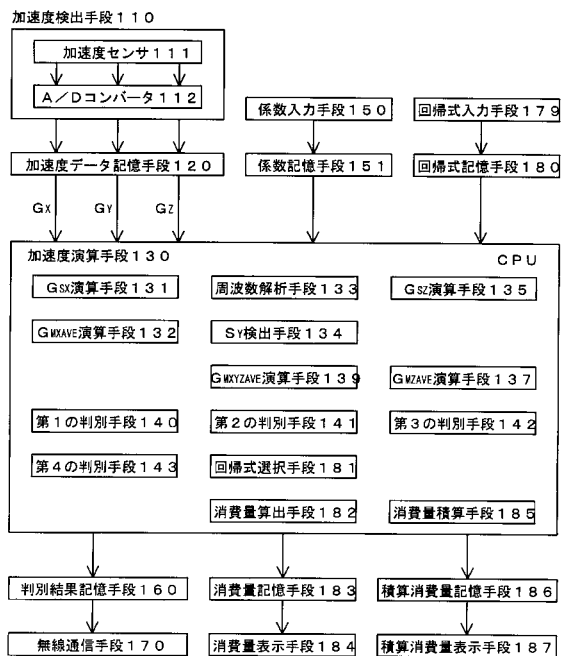 加速度検出手段110
加速度センサ111
A/Dコンバータ112
係数入力手段150
回帰式入力手段179
加速度データ記憶手段120
係数記憶手段151
回帰式記憶手段180
GX GY GZ
加速度演算手段130
CPU
GSX演算手段131
周波数解析手段133
GSZ演算手段135
GMXAVE演算手段132
SY検出手段134
GMXYZAVE演算手段139
GMZAVE演算手段137
第1の判別手段140
第2の判別手段141
第3の判別手段142
第4の判別手段143
回帰式選択手段181
消費量算出手段182
消費量積算手段185
判別結果記憶手段160
消費量記憶手段183
積算消費量記憶手段186
無線通信手段170
消費量表示手段184
積算消費量表示手段187